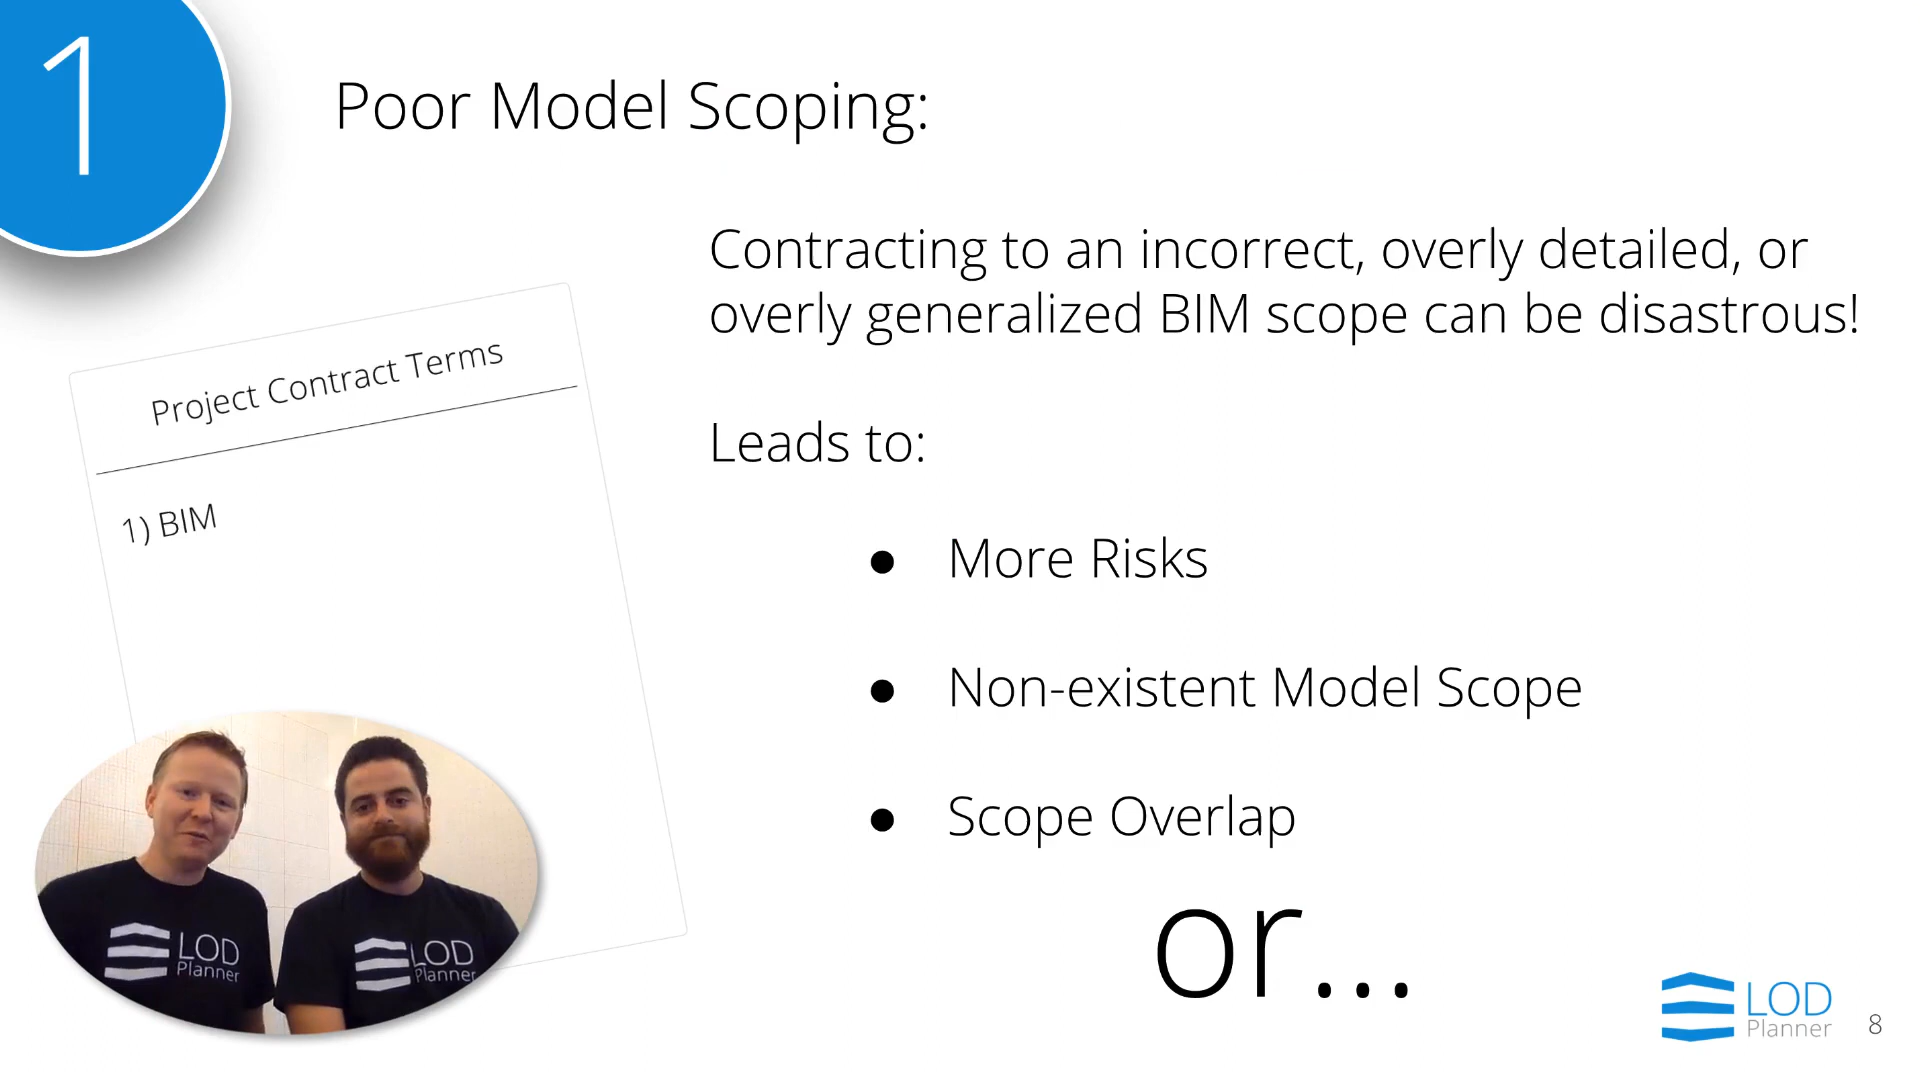 1
Poor Model Scoping:
Contracting to an incorrect, overly detailed, or
overly generalized BIM scope can be disastrous!
Project Contract Terms
1) BIM
Leads to:
● More Risks
● Non-existent Model Scope
● Scope Overlap
or...
LOD
Planner
LOD
Planner
LOD
Planner
8